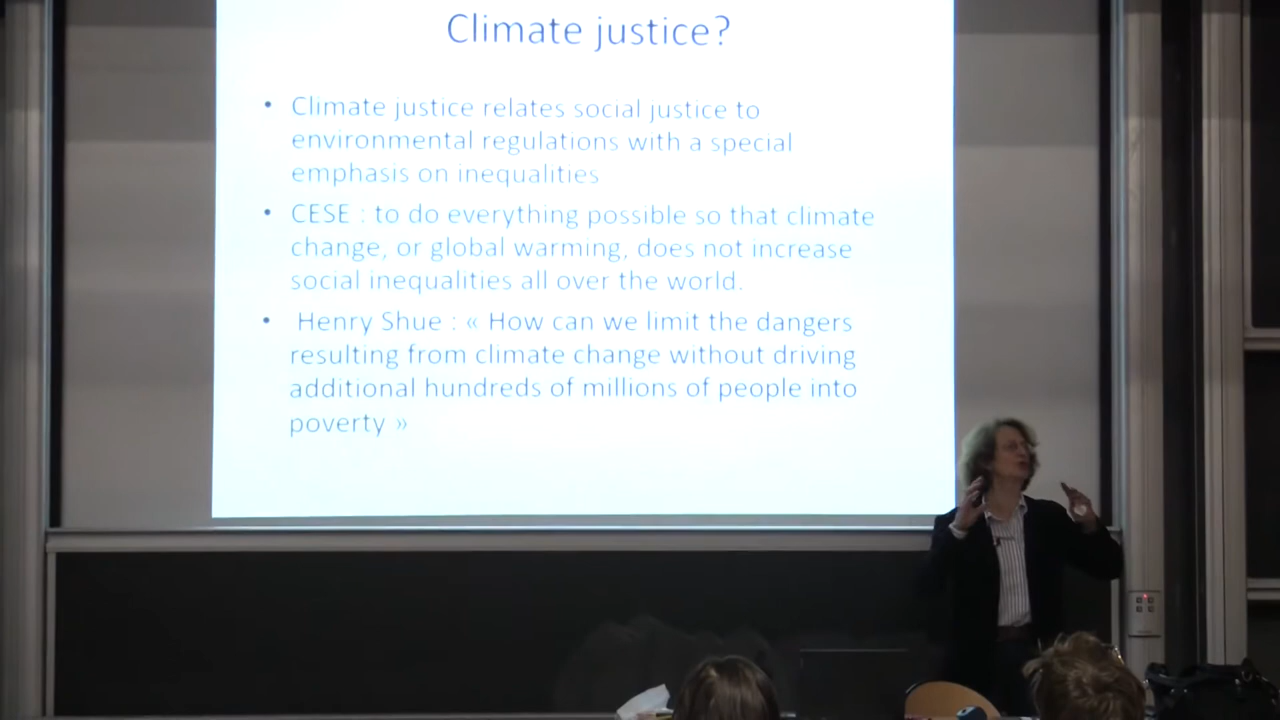 Climate justice?
• Climate justice relates social justice to
environmental regulations with a special
emphasis on inequalities
• CESE : to do everything possible so that climate
change, or global warming, does not increase
social inequalities all over the world.
• Henry Shue : « How can we limit the dangers
resulting from climate change without driving
additional hundreds of millions of people into
poverty »